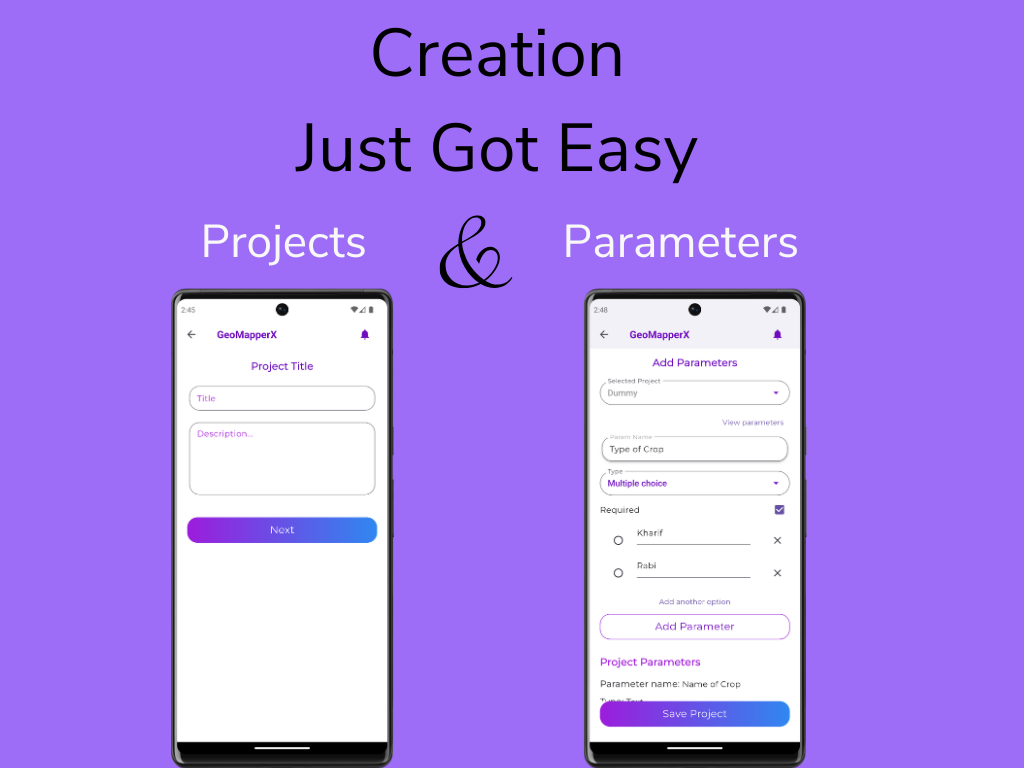 Creation
Just Got Easy
Projects & Parameters
2:45
GeoMapperX
Project Title
Title
Description...
Next
2:48
GeoMapperX
Add Parameters
Selected Project
Dummy
View parameters
Param Name
Type of Crop
Type
Multiple choice
Required
Kharif
Rabi
Add another option
Add Parameter
Project Parameters
Parameter name: Name of Crop
Type: Text
Save Project